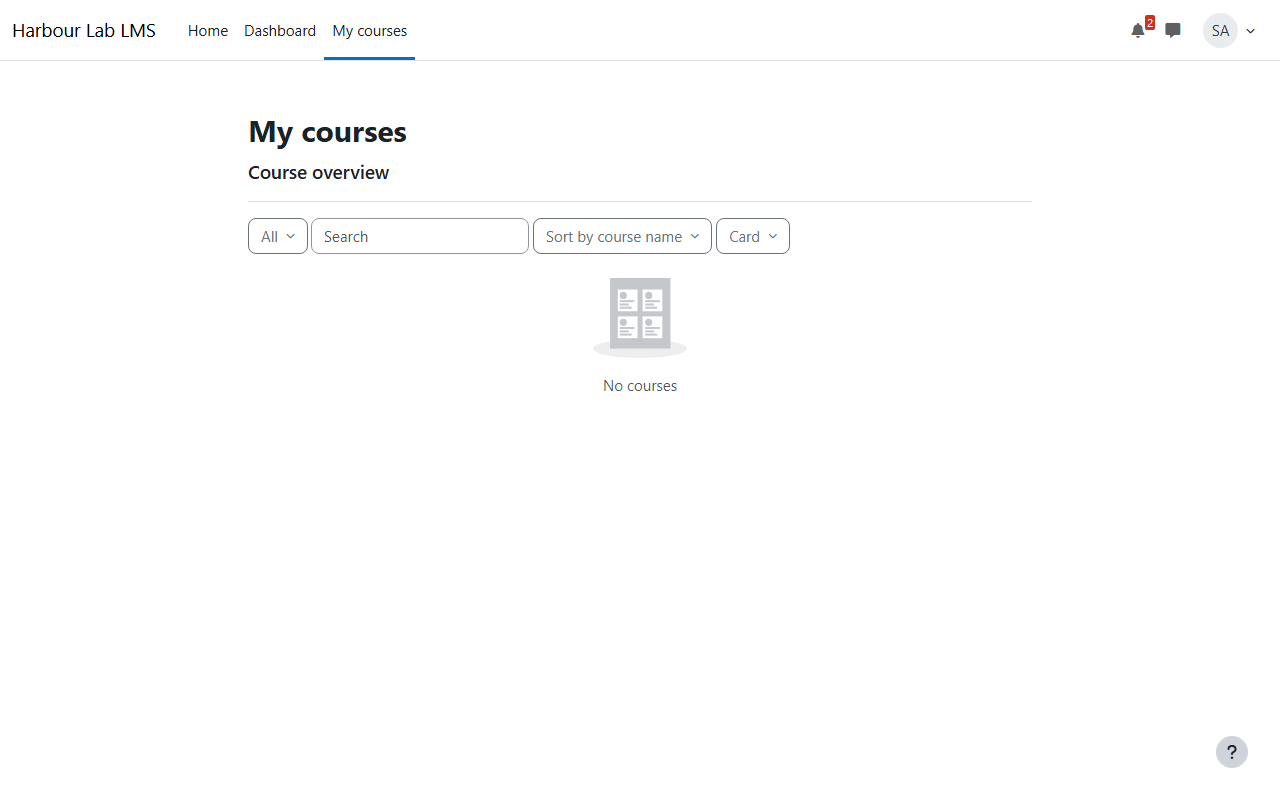 Harbour Lab LMS Home Dashboard My courses 2 SA
My courses
Course overview
All Search Sort by course name Card
No courses
?